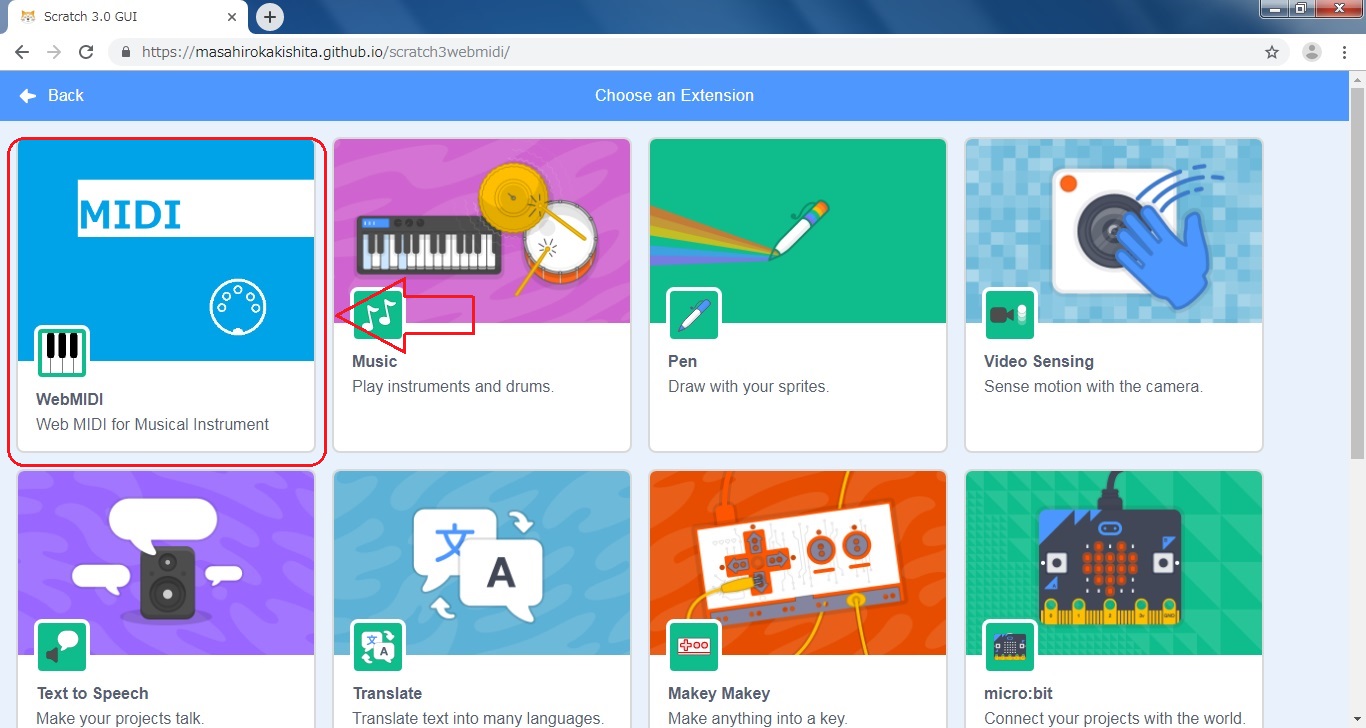 Scratch 3.0 GUI
https://masahirokakishita.github.io/scratch3webmidi/
Back
Choose an Extension
MIDI
WebMIDI
Web MIDI for Musical Instrument
Music
Play instruments and drums.
Pen
Draw with your sprites.
Video Sensing
Sense motion with the camera.
文
A
文
A
Text to Speech
Make your projects talk.
Translate
Translate text into many languages.
Makey Makey
Make anything into a key.
micro:bit
Connect your projects with the world.